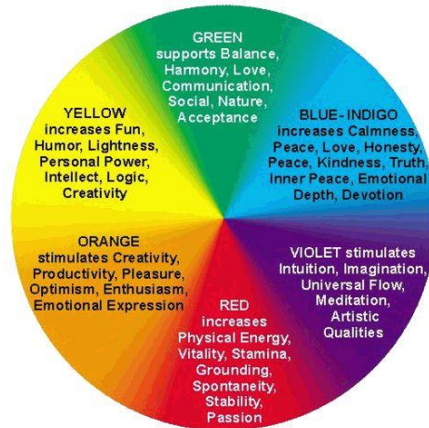 GREEN
supports Balance,
Harmony, Love,
Communication,
Social, Nature,
Acceptance
BLUE-INDIGO
increases Calmness,
Peace, Love, Honesty,
Peace, Kindness, Truth,
Inner Peace, Emotional
Depth, Devotion
VIOLET stimulates
Intuition, Imagination,
Universal Flow,
Meditation,
Artistic
Qualities
RED
increases
Physical Energy,
Vitality, Stamina,
Grounding,
Spontaneity,
Stability,
Passion
ORANGE
stimulates Creativity,
Productivity, Pleasure,
Optimism, Enthusiasm,
Emotional Expression
YELLOW
increases Fun,
Humor, Lightness,
Personal Power,
Intellect, Logic,
Creativity